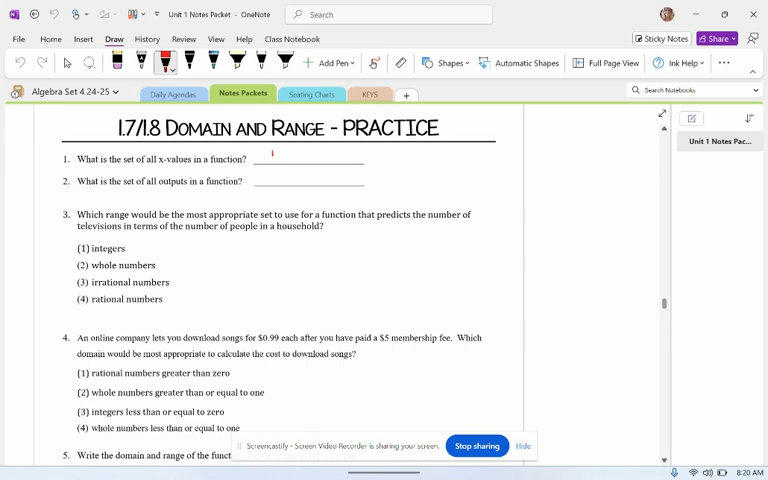 Unit 1 Notes Packet - OneNote
Search
File Home Insert Draw History Review View Help Class Notebook
Sticky Notes Share
Add Pen Shapes Automatic Shapes Full Page View Ink Help
Algebra Set 4 24-25 Daily Agendas Notes Packets Seating Charts KEYS Search Notebooks
Unit 1 Notes Pac...
1.7/1.8 DOMAIN AND RANGE - PRACTICE
1. What is the set of all x-values in a function?
2. What is the set of all outputs in a function?
3. Which range would be the most appropriate set to use for a function that predicts the number of
televisions in terms of the number of people in a household?
(1) integers
(2) whole numbers
(3) irrational numbers
(4) rational numbers
4. An online company lets you download songs for $0.99 each after you have paid a $5 membership fee. Which
domain would be most appropriate to calculate the cost to download songs?
(1) rational numbers greater than zero
(2) whole numbers greater than or equal to one
(3) integers less than or equal to zero
(4) whole numbers less than or equal to one
Screencastify - Screen Video Recorder is sharing your screen. Stop sharing Hide
5. Write the domain and range of the funct
8:20 AM